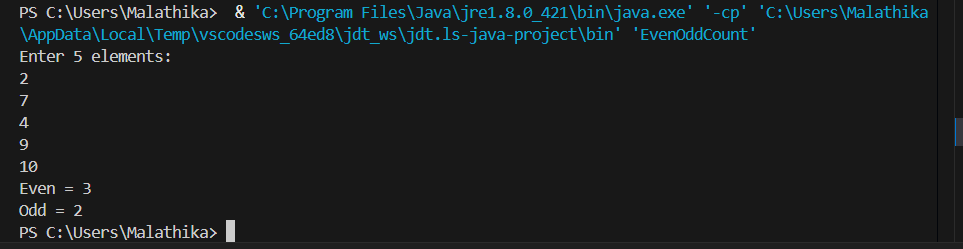 PS C:\Users\Malathika>  & 'C:\Program Files\Java\jre1.8.0_421\bin\java.exe' '-cp' 'C:\Users\Malathika
\AppData\Local\Temp\vscodesws_64ed8\jdt_ws\jdt.ls-java-project\bin' 'EvenOddCount'
Enter 5 elements:
2
7
4
9
10
Even = 3
Odd = 2
PS C:\Users\Malathika>